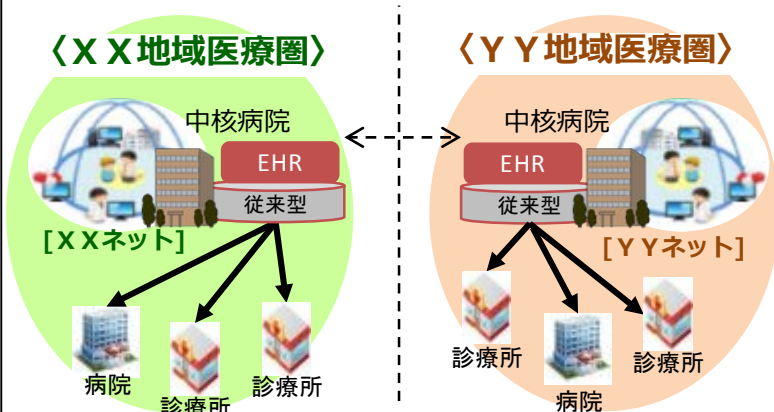 〈ＸＸ地域医療圏〉
中核病院
EHR
従来型
[ＸＸネット]
病院
診療所
診療所
〈ＹＹ地域医療圏〉
中核病院
EHR
従来型
[ＹＹネット]
診療所
病院
診療所